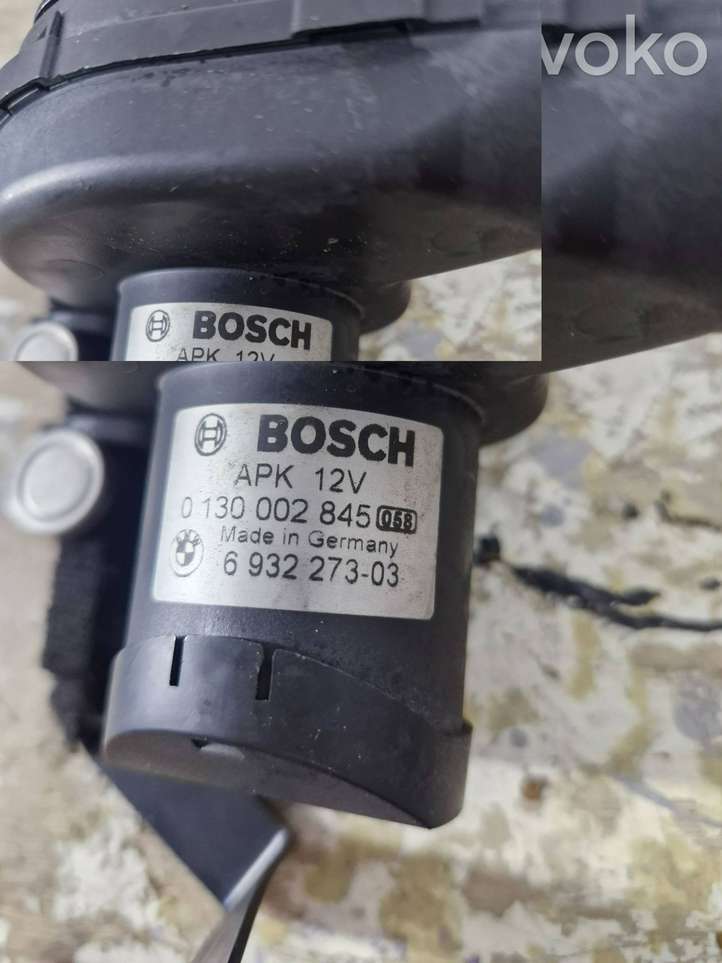 voko
BOSCH
APK 12V
BOSCH
APK 12V
0 130 002 845 058
Made in Germany
6 932 273-03